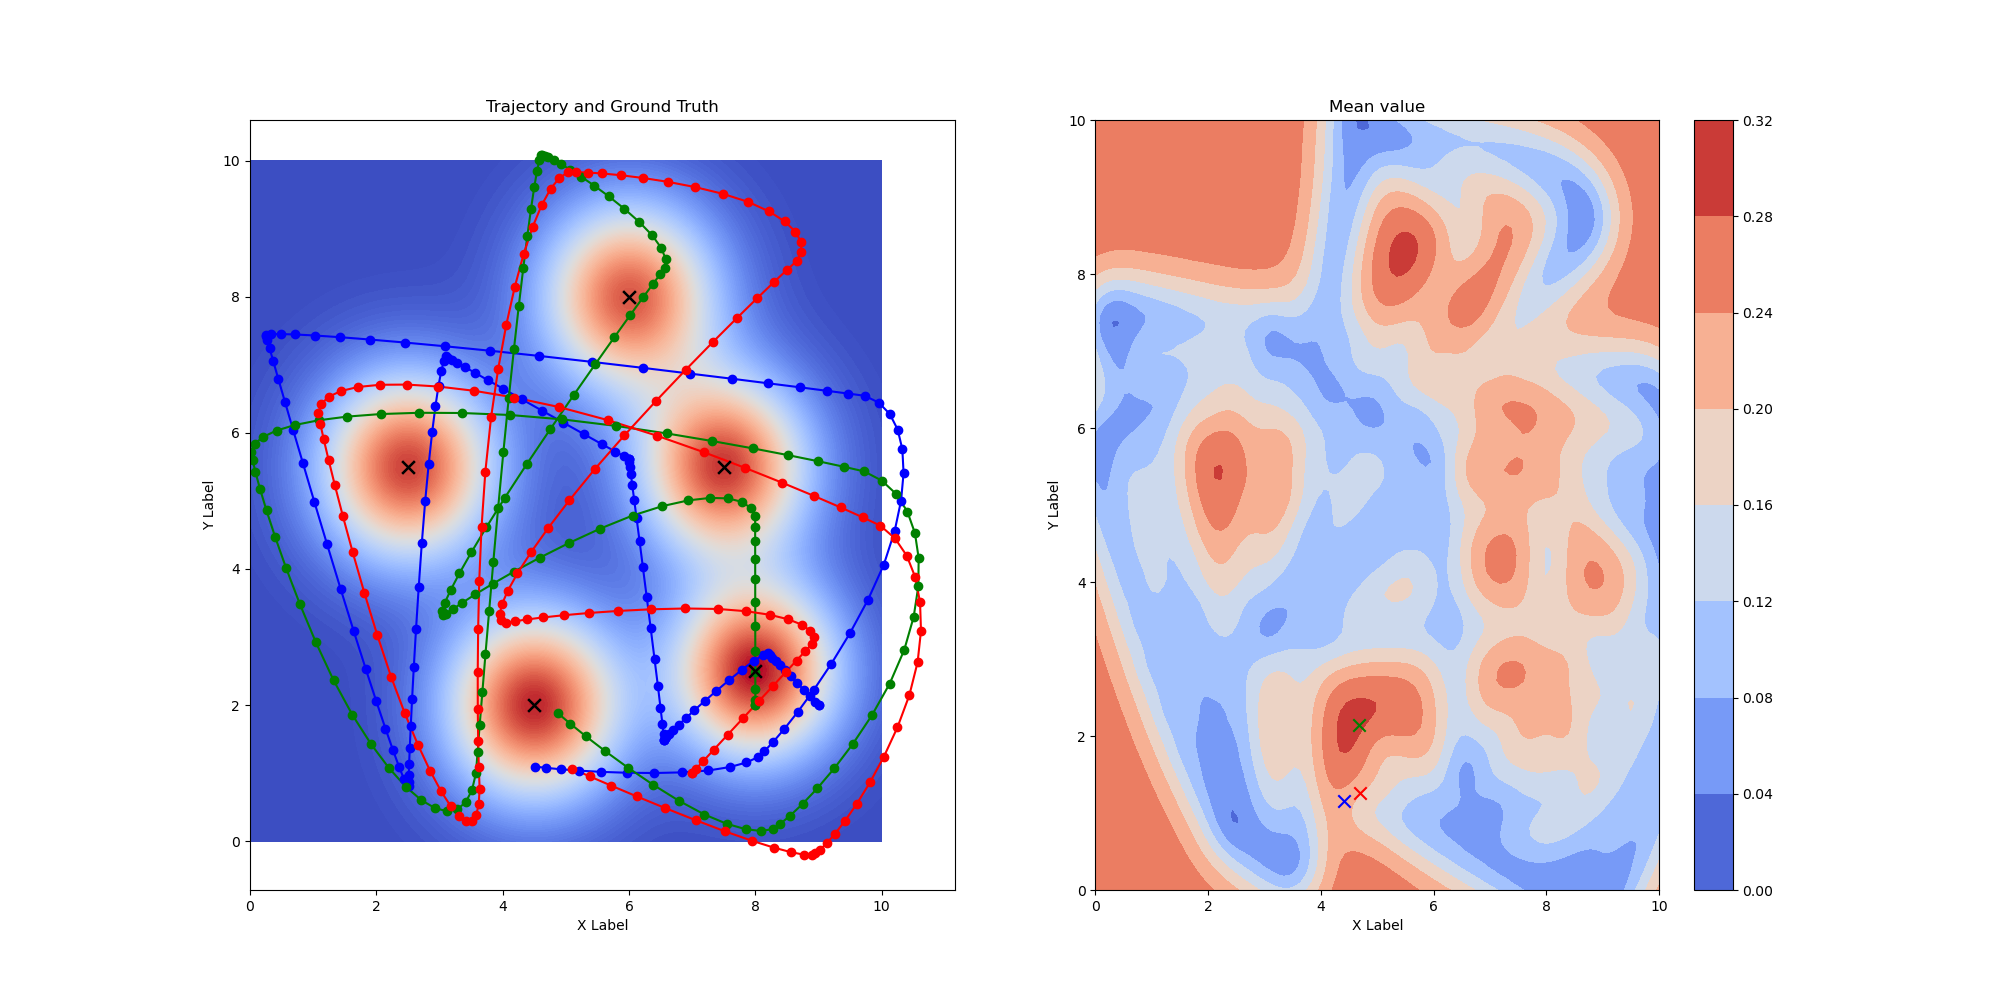 Trajectory and Ground Truth
Y Label
10
8
6
4
2
0
0 2 4 6 8 10
X Label
Mean value
Y Label
10
8
6
4
2
0
0 2 4 6 8 10
X Label
0.32
0.28
0.24
0.20
0.16
0.12
0.08
0.04
0.00